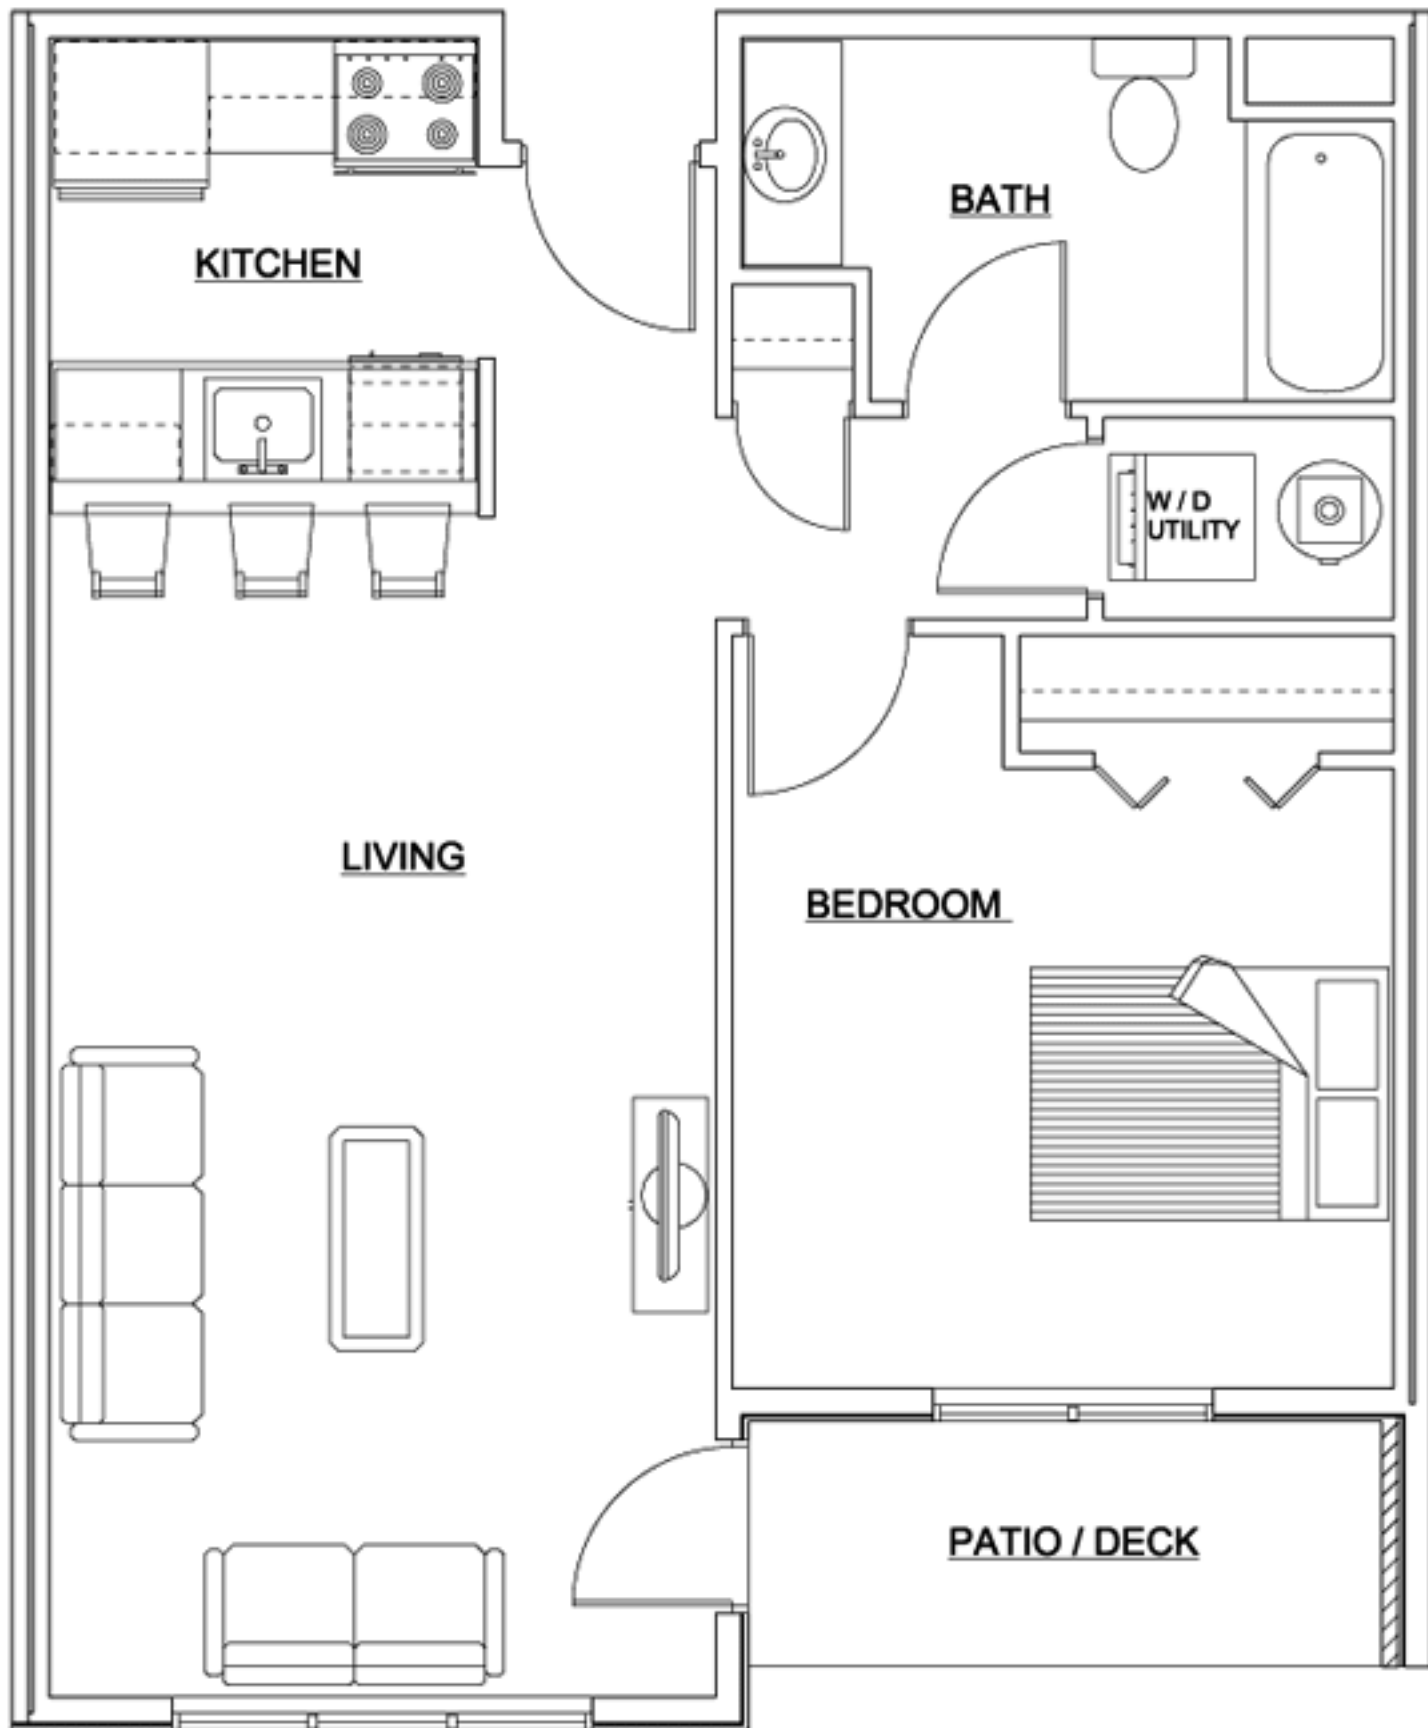 BATH
KITCHEN
W / D
UTILITY
LIVING
BEDROOM
PATIO / DECK